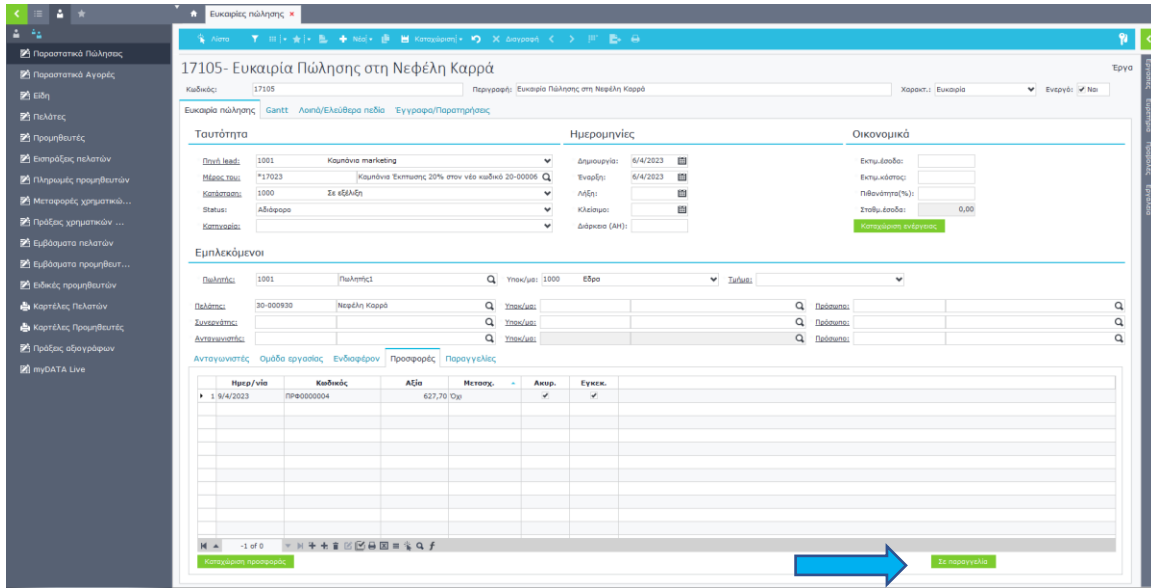 Ευκαιρίες πώλησης ×
Λίστα Νέο Καταχώριση Διαγραφή
Παραστατικά Πώλησης
Παραστατικά Αγορές
Είδη
Πελάτες
Προμηθευτές
Εισπράξεις πελατών
Πληρωμές προμηθευτών
Μεταφορές χρηματικώ...
Πράξεις χρηματικών ...
Εμβάσματα πελατών
Εμβάσματα προμηθευτ...
Ειδικές προμηθευτών
Καρτέλες Πελατών
Καρτέλες Προμηθευτές
Πράξεις αξιογράφων
myDATA Live
17105- Ευκαιρία Πώλησης στη Νεφέλη Καρρά
Έργα
Κωδικός: 17105 Περιγραφή: Ευκαιρία Πώλησης στη Νεφέλη Καρρά Χαρακτ.: Ευκαιρία Ενεργό: Ναι
Ευκαιρία πώλησης Gantt Λοιπά/Ελεύθερα πεδία Έγγραφα/Παρατηρήσεις
Ταυτότητα Ημερομηνίες Οικονομικά
Πηγή lead: 1001 Καμπάνια marketing Δημιουργία: 6/4/2023 Εκτιμ.έσοδα:
Μέρος του: *17023 Καμπάνια Έκπτωσης 20% στον νέο κωδικό 20-00006 Έναρξη: 6/4/2023 Εκτιμ.κόστος:
Κατάσταση: 1000 Σε εξέλιξη Λήξη: Πιθανότητα(%):
Status: Αδιάφορο Κλείσιμο: Σταθμ.έσοδα: 0,00
Κατηγορία: Διάρκεια (ΑΗ): Καταχώριση ενέργειας
Εμπλεκόμενοι
Πωλητής: 1001 Πωλητής1 Υποκ/μα: 1000 Έδρα Τμήμα:
Πελάτης: 30-000930 Νεφέλη Καρρά Υποκ/μα: Πρόσωπο:
Συνεργάτης: Υποκ/μα: Πρόσωπο:
Ανταγωνιστής: Υποκ/μα: Πρόσωπο:
Ανταγωνιστές Ομάδα εργασίας Ενδιαφέρον Προσφορές Παραγγελίες
Ημερ/νία Κωδικός Αξία Μετασχ. Ακυρ. Εγκεκ.
1 9/4/2023 ΠΡΦ0000004 627,70 Όχι
-1 of 0
Καταχώριση προσφοράς Σε παραγγελία